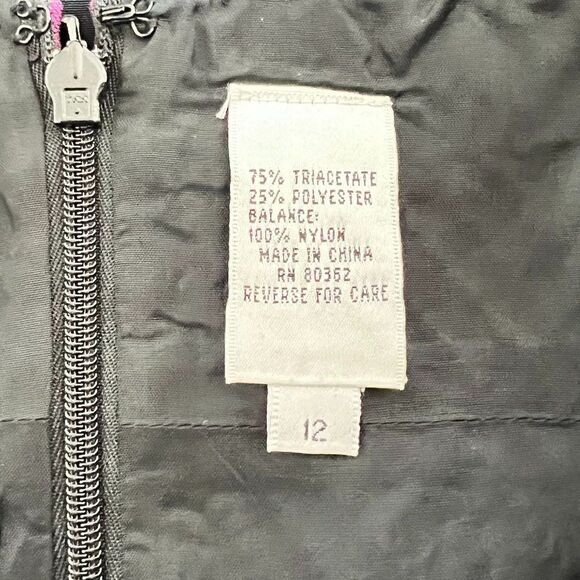 75% TRIACETATE
25% POLYESTER
BALANCE:
100% NYLON
MADE IN CHINA
RN 80362
REVERSE FOR CARE
12